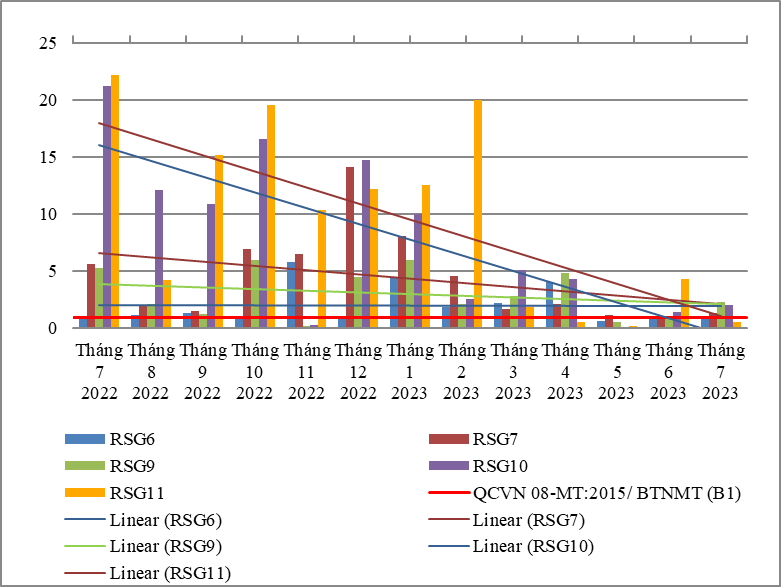 25
20
15
10
5
0
Tháng Tháng Tháng Tháng Tháng Tháng Tháng Tháng Tháng Tháng Tháng Tháng Tháng
7 8 9 10 11 12 1 2 3 4 5 6 7
2022 2022 2022 2022 2022 2022 2023 2023 2023 2023 2023 2023 2023
RSG6 RSG7
RSG9 RSG10
RSG11 QCVN 08-MT:2015/ BTNMT (B1)
Linear (RSG6) Linear (RSG7)
Linear (RSG9) Linear (RSG10)
Linear (RSG11)